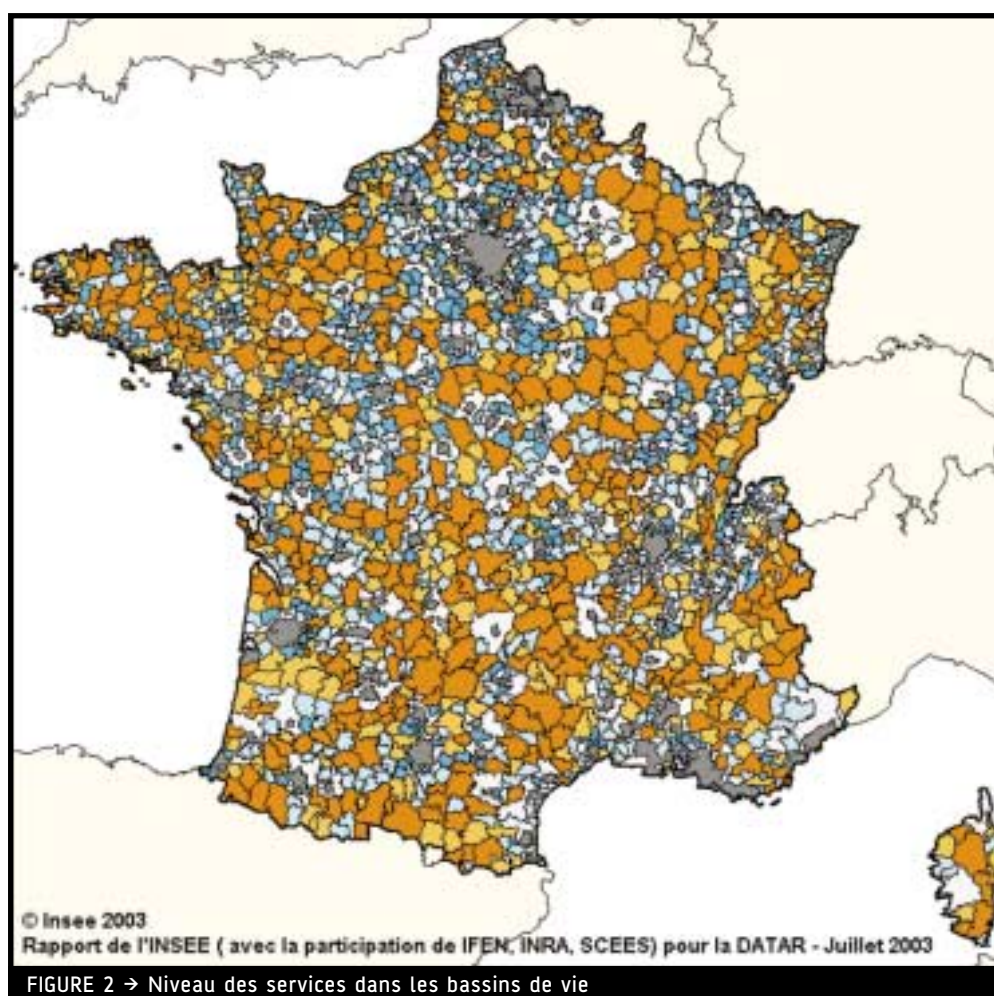 © Insee 2003
Rapport de l'INSEE ( avec la participation de IFEN, INRA, SCEES) pour la DATAR - Juillet 2003
FIGURE 2 → Niveau des services dans les bassins de vie